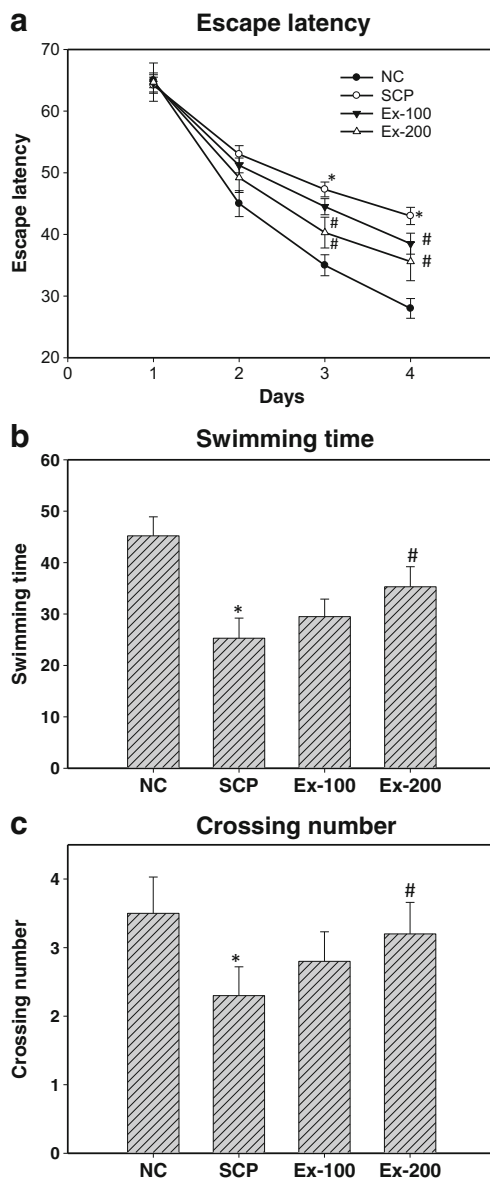 a Escape latency
70
60
50
40
30
20
Escape latency
NC
SCP
Ex-100
Ex-200
*
*
#
#
#
#
0 1 2 3 4
Days
b Swimming time
60
50
40
30
20
10
0
Swimming time
*
#
NC SCP Ex-100 Ex-200
c Crossing number
4
3
2
1
0
Crossing number
*
#
NC SCP Ex-100 Ex-200